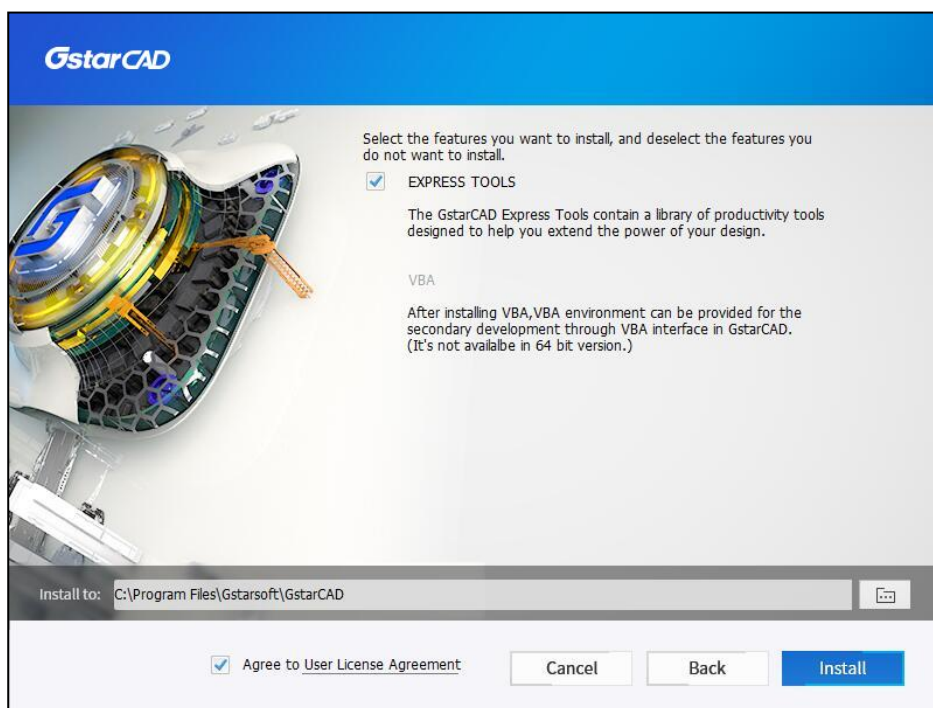 GstarCAD
Select the features you want to install, and deselect the features you
do not want to install.
EXPRESS TOOLS
The GstarCAD Express Tools contain a library of productivity tools
designed to help you extend the power of your design.
VBA
After installing VBA,VBA environment can be provided for the
secondary development through VBA interface in GstarCAD.
(It's not availalbe in 64 bit version.)
Install to: C:\Program Files\Gstarsoft\GstarCAD
Agree to User License Agreement Cancel Back Install